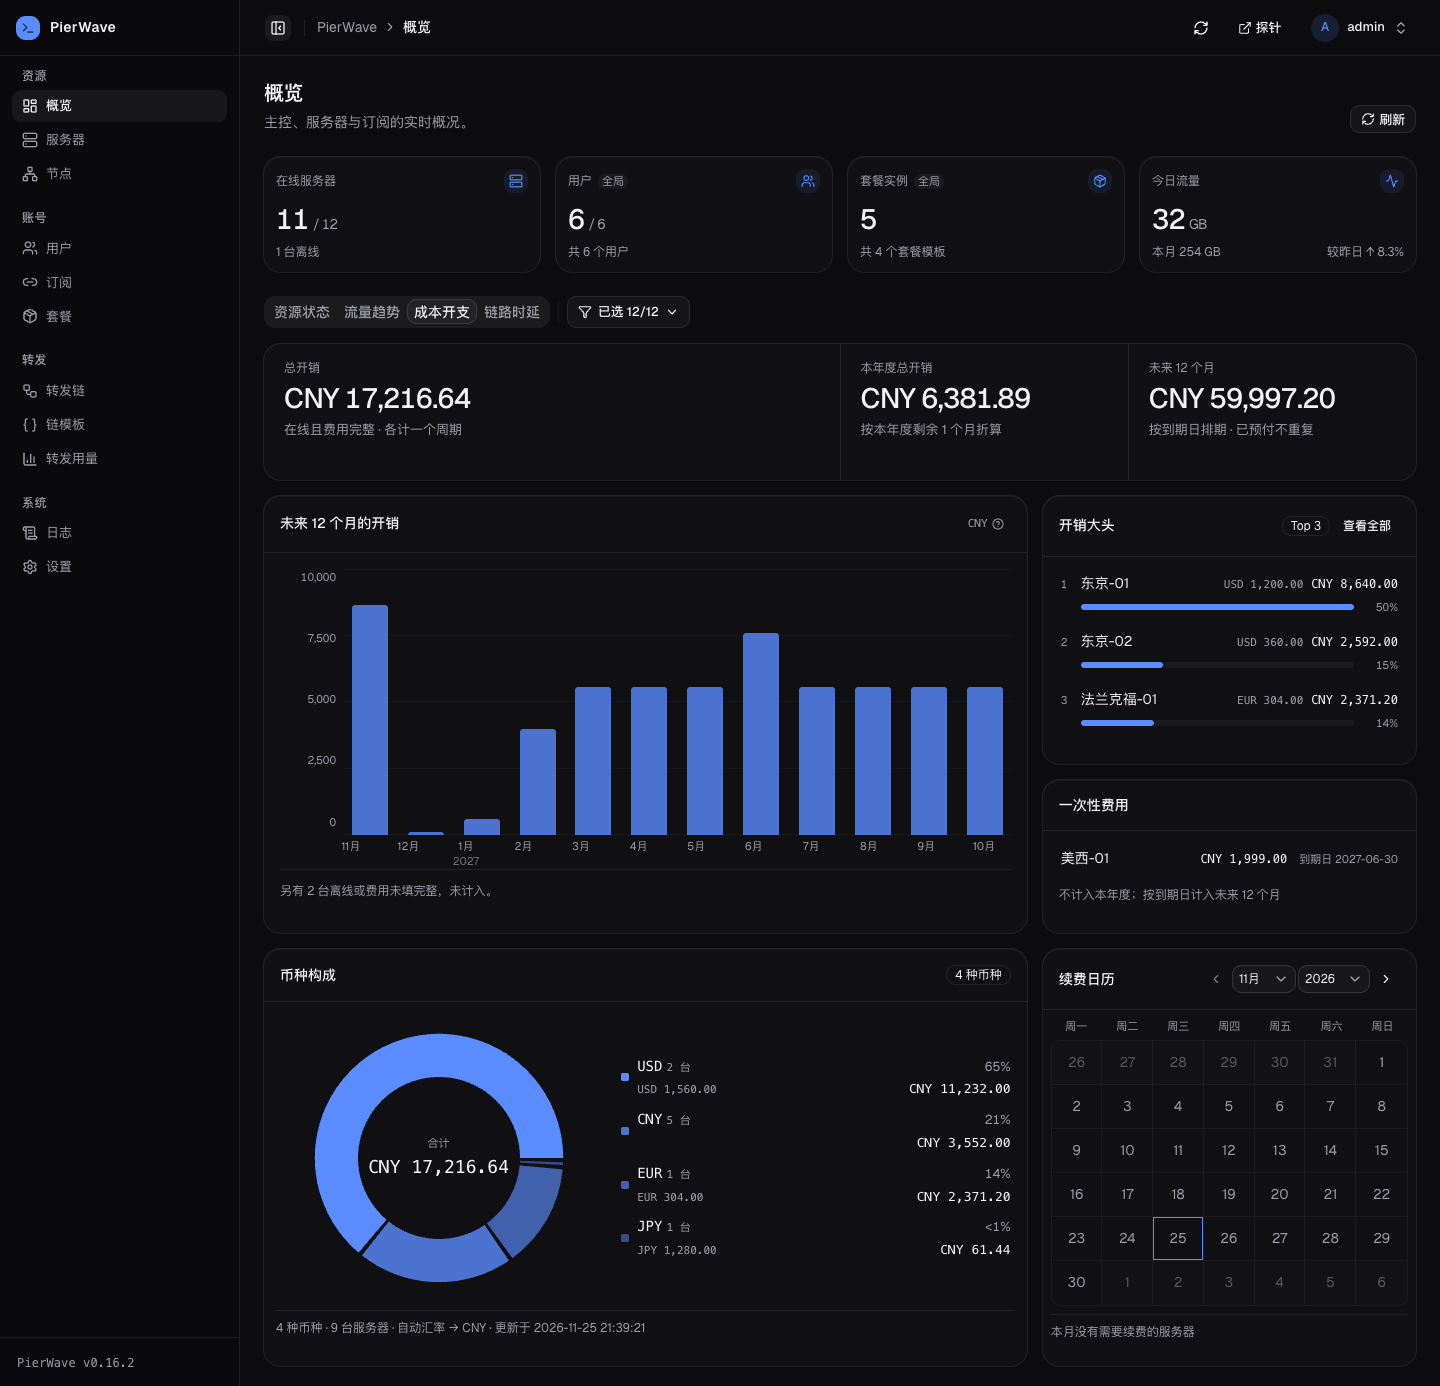 PierWave
资源
概览
服务器
节点
账号
用户
订阅
套餐
转发
转发链
链模板
转发用量
系统
日志
设置
PierWave v0.16.2
PierWave > 概览
探针
A admin
概览
主控、服务器与订阅的实时概况。
刷新
在线服务器
11 / 12
1 台离线
用户 全局
6 / 6
共 6 个用户
套餐实例 全局
5
共 4 个套餐模板
今日流量
32 GB
本月 254 GB 较昨日 ↑ 8.3%
资源状态 流量趋势 成本开支 链路时延 已选 12/12
总开销
CNY 17,216.64
在线且费用完整 · 各计一个周期
本年度总开销
CNY 6,381.89
按本年度剩余 1 个月折算
未来 12 个月
CNY 59,997.20
按到期日排期 · 已预付不重复
未来 12 个月的开销 CNY
10,000
7,500
5,000
2,500
0
11月 12月 1月 2月 3月 4月 5月 6月 7月 8月 9月 10月
2027
另有 2 台离线或费用未填完整，未计入。
开销大头 Top 3 查看全部
1 东京-01 USD 1,200.00 CNY 8,640.00
50%
2 东京-02 USD 360.00 CNY 2,592.00
15%
3 法兰克福-01 EUR 304.00 CNY 2,371.20
14%
一次性费用
美西-01 CNY 1,999.00 到期日 2027-06-30
不计入本年度；按到期日计入未来 12 个月
币种构成 4 种币种
合计
CNY 17,216.64
USD 2 台 65%
USD 1,560.00 CNY 11,232.00
CNY 5 台 21%
CNY 3,552.00
EUR 1 台 14%
EUR 304.00 CNY 2,371.20
JPY 1 台 <1%
JPY 1,280.00 CNY 61.44
4 种币种 · 9 台服务器 · 自动汇率 → CNY · 更新于 2026-11-25 21:39:21
续费日历 11月 2026
周一 周二 周三 周四 周五 周六 周日
26 27 28 29 30 31 1
2 3 4 5 6 7 8
9 10 11 12 13 14 15
16 17 18 19 20 21 22
23 24 25 26 27 28 29
30 1 2 3 4 5 6
本月没有需要续费的服务器